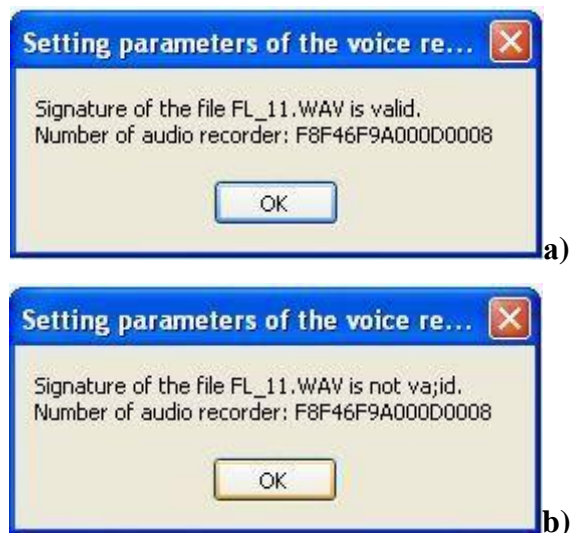 Setting parameters of the voice re...
Signature of the file FL_11.WAV is valid.
Number of audio recorder: F8F46F9A000D0008
OK
a)
Setting parameters of the voice re...
Signature of the file FL_11.WAV is not va;id.
Number of audio recorder: F8F46F9A000D0008
OK
b)